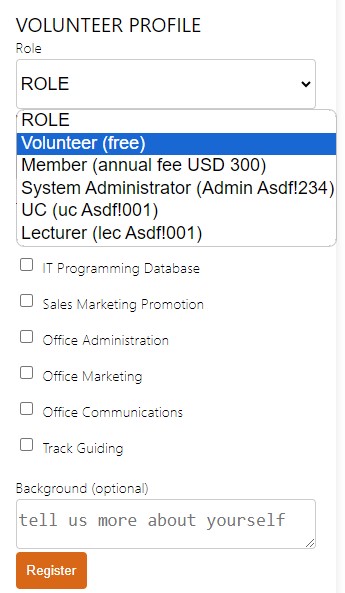 VOLUNTEER PROFILE
Role
ROLE
ROLE
Volunteer (free)
Member (annual fee USD 300)
System Administrator (Admin Asdf!234)
UC (uc Asdf!001)
Lecturer (lec Asdf!001)
IT Programming Database
Sales Marketing Promotion
Office Administration
Office Marketing
Office Communications
Track Guiding
Background (optional)
tell us more about yourself
Register